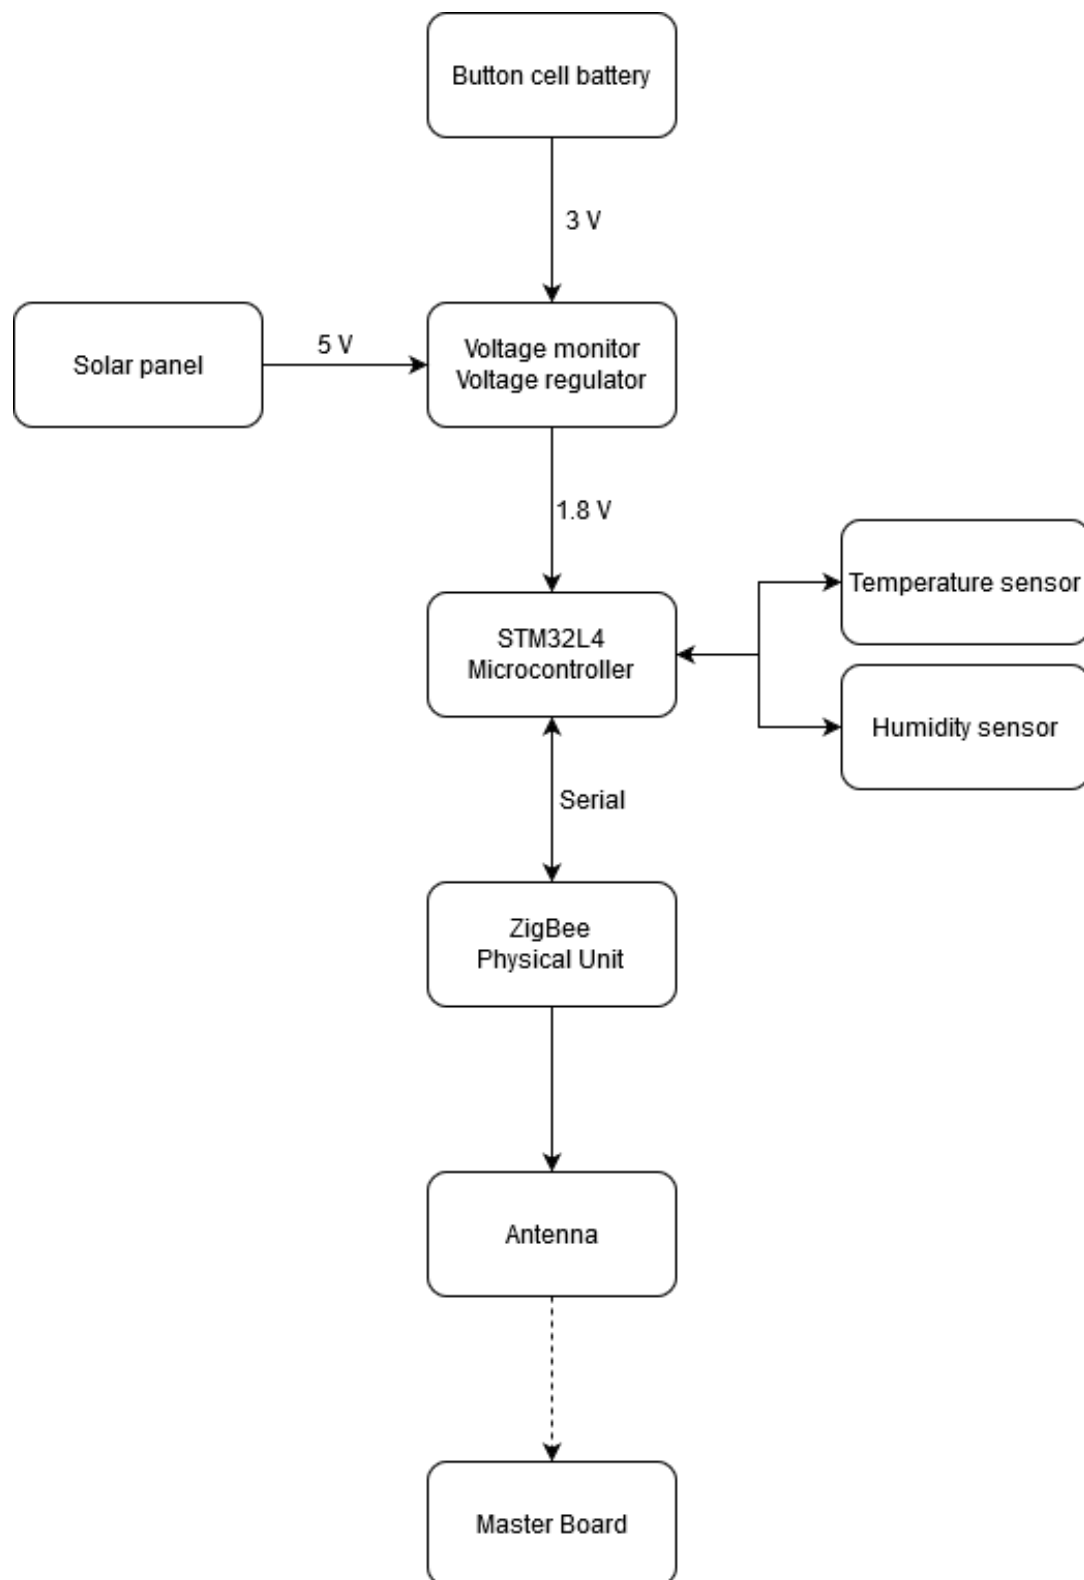 Button cell battery
3 V
Solar panel
5 V
Voltage monitor
Voltage regulator
1.8 V
STM32L4
Microcontroller
Temperature sensor
Humidity sensor
Serial
ZigBee
Physical Unit
Antenna
Master Board